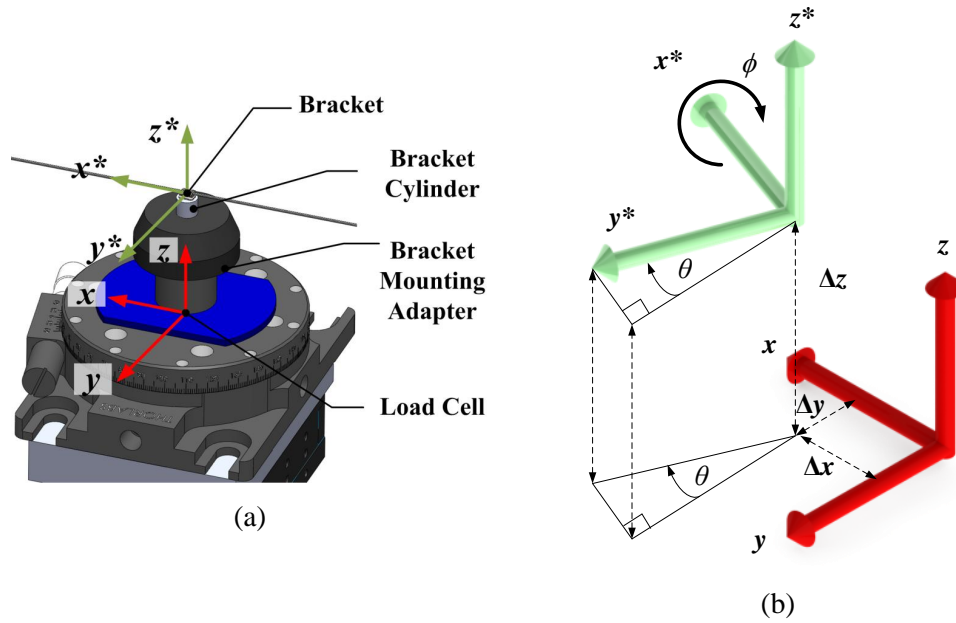 Bracket
z*
Bracket
Cylinder
x*
y*
z
Bracket
Mounting
Adapter
x
y
Load Cell
(a)
z*
x*
ϕ
y*
θ
Δz
z
x
Δy
Δx
θ
y
(b)